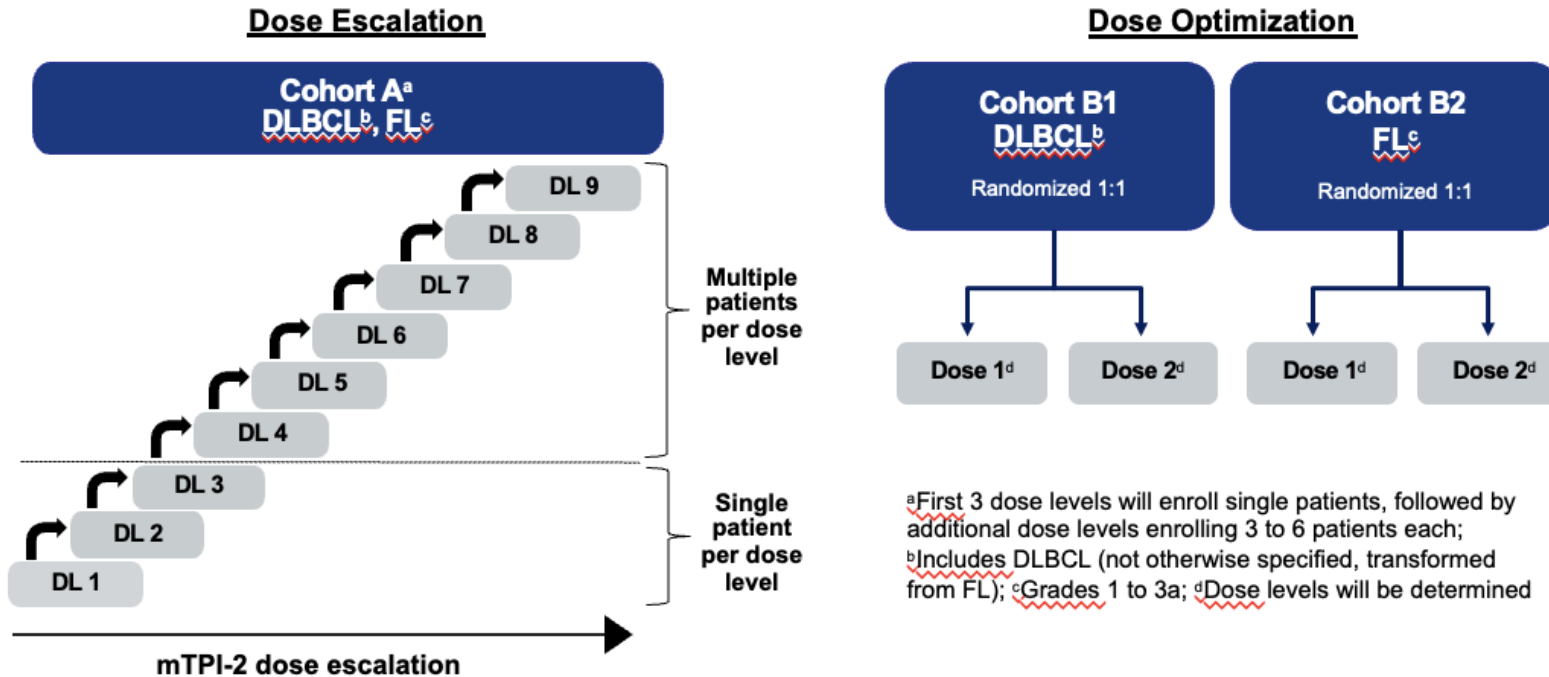 Dose Escalation
Cohort Aᵃ
DLBCLᵇ, FLᶜ
DL 9
DL 8
DL 7
DL 6
DL 5
DL 4
DL 3
DL 2
DL 1
Multiple
patients
per dose
level
Single
patient
per dose
level
mTPI-2 dose escalation
Dose Optimization
Cohort B1
DLBCLᵇ
Randomized 1:1
Cohort B2
FLᶜ
Randomized 1:1
Dose 1ᵈ
Dose 2ᵈ
Dose 1ᵈ
Dose 2ᵈ
ᵃFirst 3 dose levels will enroll single patients, followed by
additional dose levels enrolling 3 to 6 patients each;
ᵇIncludes DLBCL (not otherwise specified, transformed
from FL); ᶜGrades 1 to 3a; ᵈDose levels will be determined